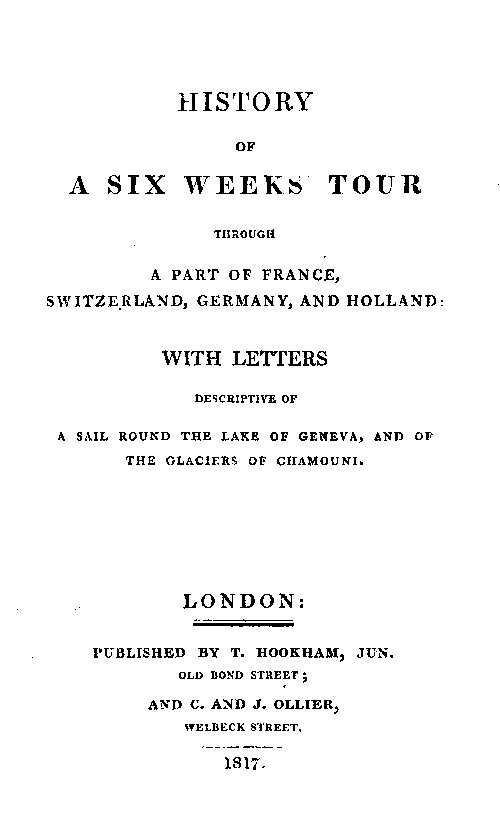 HISTORY
OF
A SIX WEEKS TOUR
THROUGH
A PART OF FRANCE,
SWITZERLAND, GERMANY, AND HOLLAND:
WITH LETTERS
DESCRIPTIVE OF
A SAIL ROUND THE LAKE OF GENEVA, AND OF
THE GLACIERS OF CHAMOUNI.
LONDON:
PUBLISHED BY T. HOOKHAM, JUN.
OLD BOND STREET;
AND C. AND J. OLLIER,
WELBECK STREET.
1817.